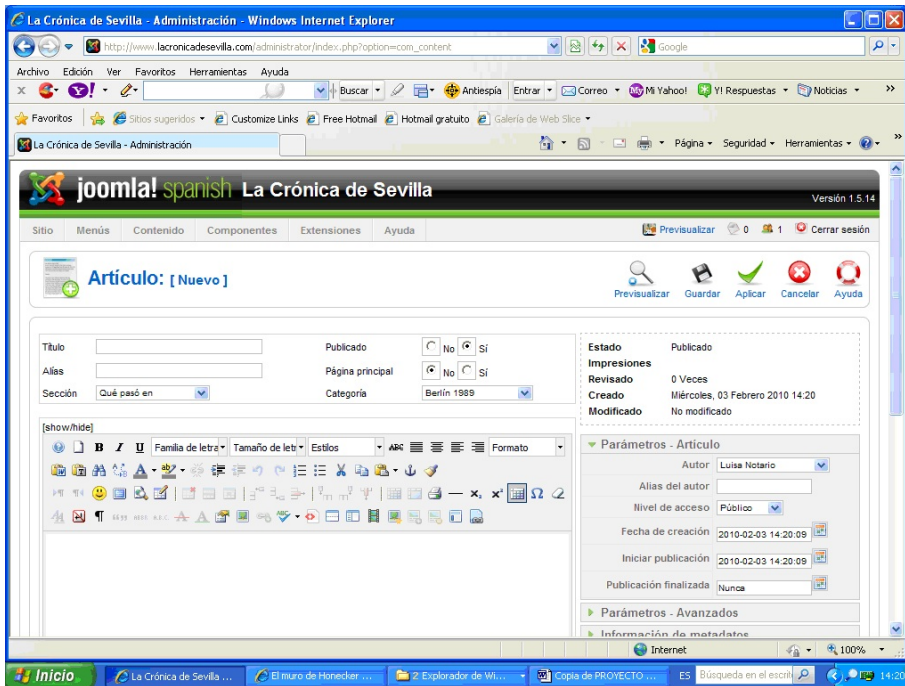 La Crónica de Sevilla - Administración - Windows Internet Explorer
http://www.lacronicadesevilla.com/administrator/index.php?option=com_content Google
Archivo Edición Ver Favoritos Herramientas Ayuda
Buscar Antiespía Entrar Correo Mi Yahoo! Y! Respuestas Noticias »
Favoritos Sitios sugeridos Customize Links Free Hotmail Hotmail gratuito Galería de Web Slice
La Crónica de Sevilla - Administración Página Seguridad Herramientas »
joomla! spanish La Crónica de Sevilla
Versión 1.5.14
Sitio Menús Contenido Componentes Extensiones Ayuda Previsualizar 0 1 Cerrar sesión
Artículo: [ Nuevo ]
Previsualizar Guardar Aplicar Cancelar Ayuda
Título Publicado No Sí
Alías Página principal No Sí
Sección Qué pasó en Categoría Berlín 1989
[show/hide]
B I U Familia de letra Tamaño de letr Estilos ABC Formato
Estado Publicado
Impresiones
Revisado 0 Veces
Creado Miércoles, 03 Febrero 2010 14:20
Modificado No modificado
Parámetros - Artículo
Autor Luisa Notario
Alias del autor
Nivel de acceso Público
Fecha de creación 2010-02-03 14:20:09
Iniciar publicación 2010-02-03 14:20:09
Publicación finalizada Nunca
Parámetros - Avanzados
Información de metadatos
Internet 100%
Inicio La Crónica de Sevilla ... El muro de Honecker ... 2 Explorador de Wi... Copia de PROYECTO ... ES Búsqueda en el escrit 14:20